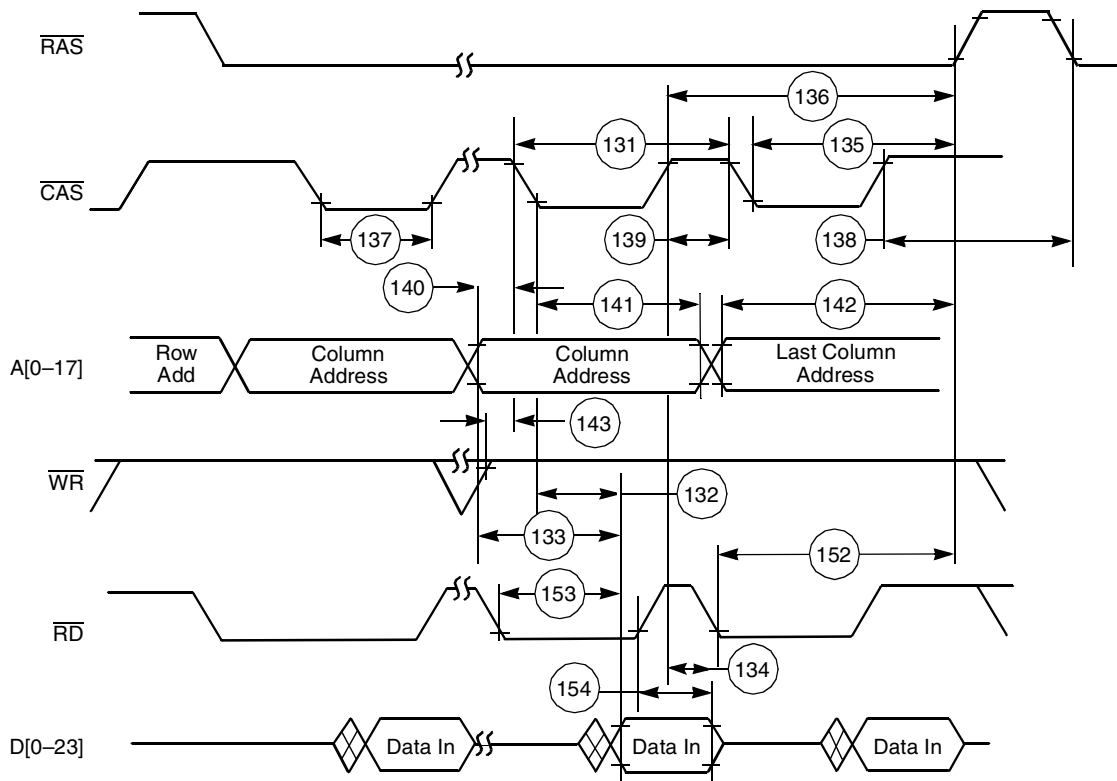 RAS
136
131
135
CAS
137
139
138
140
141
142
A[0–17]
Row
Add
Column
Address
Column
Address
Last Column
Address
143
WR
132
133
152
153
RD
134
154
D[0–23]
Data In
Data In
Data In